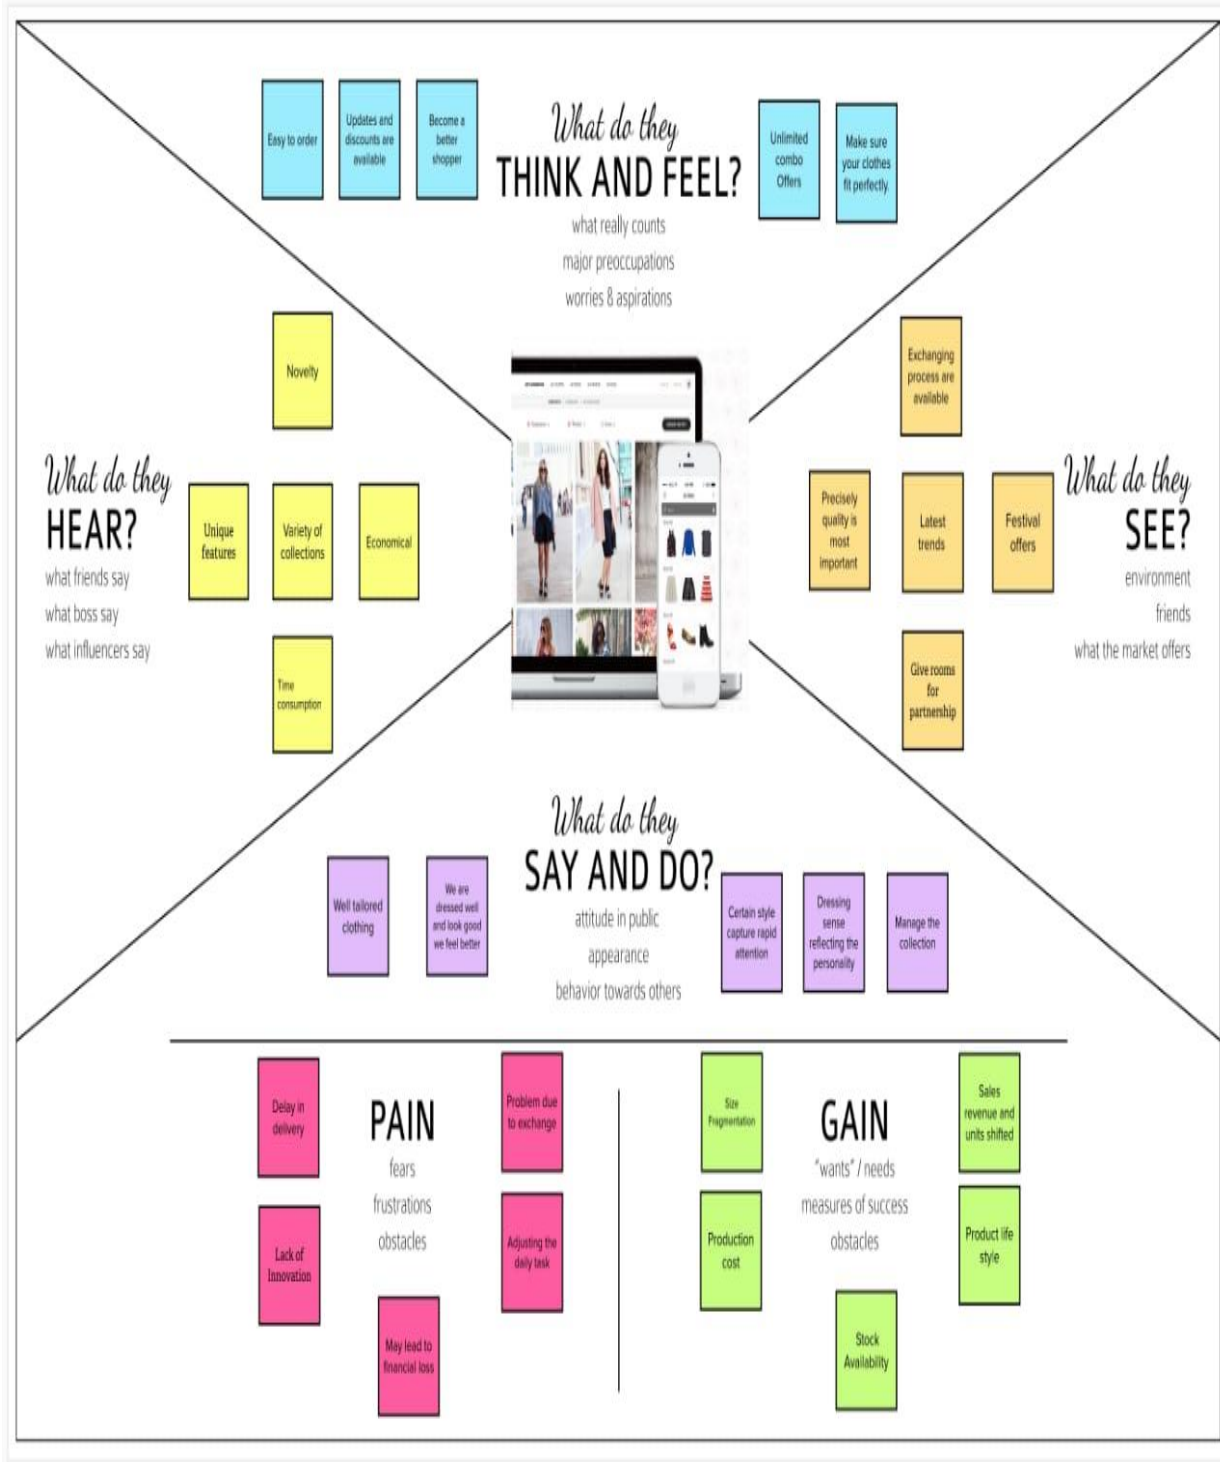 What do they
THINK AND FEEL?
what really counts
major preoccupations
worries & aspirations
Easy to order
Updates and
discounts are
available
Become a
better
shopper
Unlimited
combo
Offers
Make sure
your clothes
fit perfectly.
What do they
HEAR?
what friends say
what boss say
what influencers say
Novelty
Unique
features
Variety of
collections
Economical
Time
consumption
What do they
SEE?
environment
friends
what the market offers
Exchanging
process are
available
Precisely
quality is
most
important
Latest
trends
Festival
offers
Give rooms
for
partnership
What do they
SAY AND DO?
attitude in public
appearance
behavior towards others
Well tailored
clothing
We are
dressed well
and look good
we feel better
Certain style
capture rapid
attention
Dressing
sense
reflecting the
personality
Manage the
collection
PAIN
fears
frustrations
obstacles
Delay in
delivery
Problem due
to exchange
Lack of
Innovation
Adjusting the
daily task
May lead to
financial loss
GAIN
"wants" / needs
measures of success
obstacles
Size
Fragmentation
Sales
revenue and
units shifted
Production
cost
Product life
style
Stock
Availability